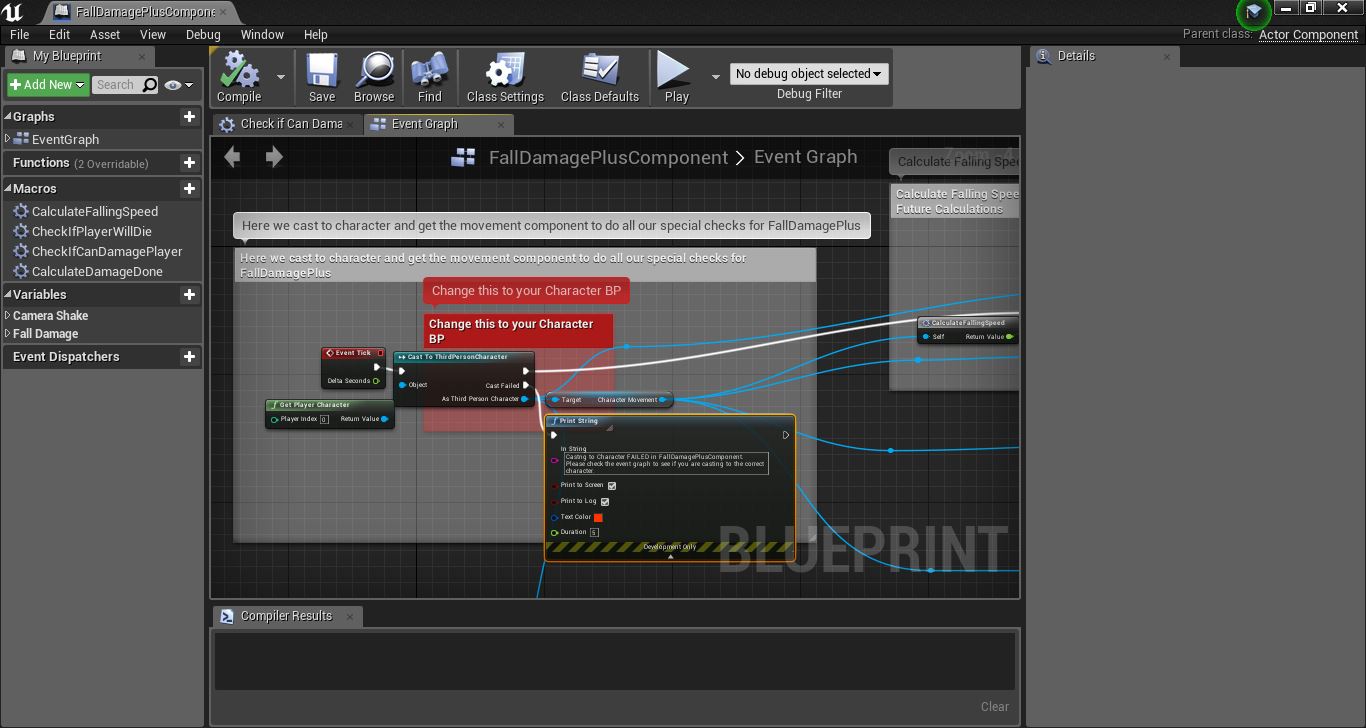 FallDamagePlusCompone
File Edit Asset View Debug Window Help
Parent class: Actor Component
My Blueprint
Add New
Search
Graphs
EventGraph
Functions (2 Overridable)
Macros
CalculateFallingSpeed
CheckIfPlayerWillDie
CheckIfCanDamagePlayer
CalculateDamageDone
Variables
Camera Shake
Fall Damage
Event Dispatchers
Compile
Save
Browse
Find
Class Settings
Class Defaults
Play
No debug object selected
Debug Filter
Check if Can Dama
Event Graph
FallDamagePlusComponent > Event Graph
Calculate Falling Spee
Calculate Falling Spee
Future Calculations
Here we cast to character and get the movement component to do all our special checks for FallDamagePlus
Here we cast to character and get the movement component to do all our special checks for
FallDamagePlus
Change this to your Character BP
Change this to your Character
BP
Event Tick
Delta Seconds
Cast To ThirdPersonCharacter
Object
Cast Failed
As Third Person Character
Get Player Character
Player Index 0
Return Value
Target
Character Movement
CalculateFallingSpeed
Self
Return Value
Print String
In String
Casting to Character FAILED in FallDamagePlusComponent.
Please check the event graph to see if you are casting to the correct
character.
Print to Screen
Print to Log
Text Color
Duration 5
Development Only
BLUEPRINT
Compiler Results
Clear
Details